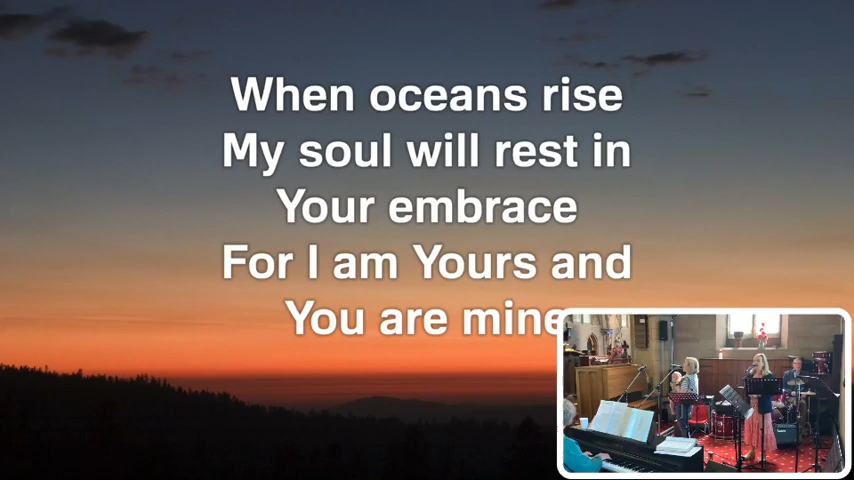 When oceans rise
My soul will rest in
Your embrace
For I am Yours and
You are mine